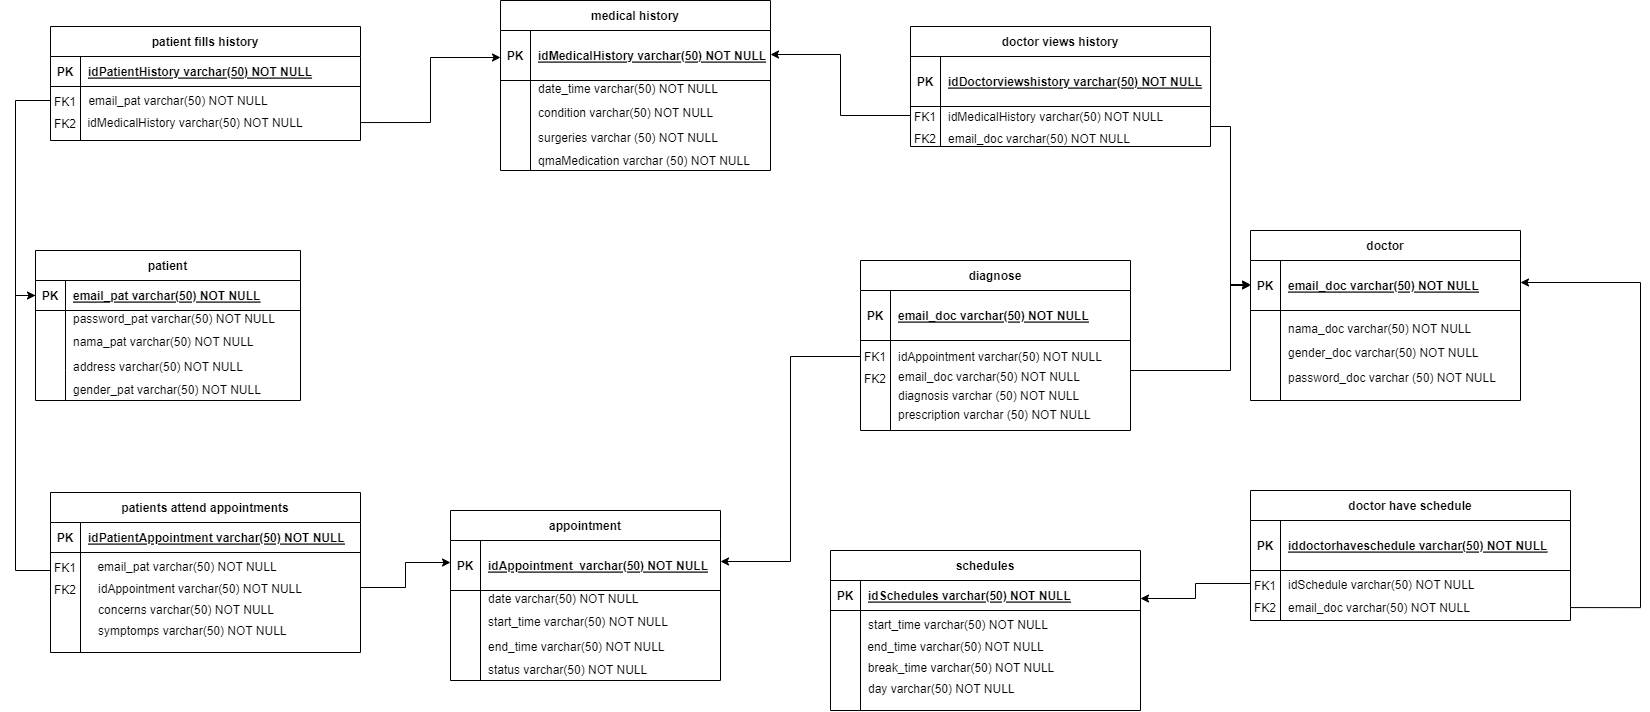 patient fills history
PK idPatientHistory varchar(50) NOT NULL
FK1 email_pat varchar(50) NOT NULL
FK2 idMedicalHistory varchar(50) NOT NULL
medical history
PK idMedicalHistory varchar(50) NOT NULL
date_time varchar(50) NOT NULL
condition varchar(50) NOT NULL
surgeries varchar (50) NOT NULL
qmaMedication varchar (50) NOT NULL
doctor views history
PK idDoctorviewshistory varchar(50) NOT NULL
FK1 idMedicalHistory varchar(50) NOT NULL
FK2 email_doc varchar(50) NOT NULL
patient
PK email_pat varchar(50) NOT NULL
password_pat varchar(50) NOT NULL
nama_pat varchar(50) NOT NULL
address varchar(50) NOT NULL
gender_pat varchar(50) NOT NULL
diagnose
PK email_doc varchar(50) NOT NULL
FK1 idAppointment varchar(50) NOT NULL
FK2 email_doc varchar(50) NOT NULL
diagnosis varchar (50) NOT NULL
prescription varchar (50) NOT NULL
doctor
PK email_doc varchar(50) NOT NULL
nama_doc varchar(50) NOT NULL
gender_doc varchar(50) NOT NULL
password_doc varchar (50) NOT NULL
patients attend appointments
PK idPatientAppointment varchar(50) NOT NULL
FK1 email_pat varchar(50) NOT NULL
FK2 idAppointment varchar(50) NOT NULL
concerns varchar(50) NOT NULL
symptomps varchar(50) NOT NULL
appointment
PK idAppointment varchar(50) NOT NULL
date varchar(50) NOT NULL
start_time varchar(50) NOT NULL
end_time varchar(50) NOT NULL
status varchar(50) NOT NULL
schedules
PK idSchedules varchar(50) NOT NULL
start_time varchar(50) NOT NULL
end_time varchar(50) NOT NULL
break_time varchar(50) NOT NULL
day varchar(50) NOT NULL
doctor have schedule
PK iddoctorhaveschedule varchar(50) NOT NULL
FK1 idSchedule varchar(50) NOT NULL
FK2 email_doc varchar(50) NOT NULL